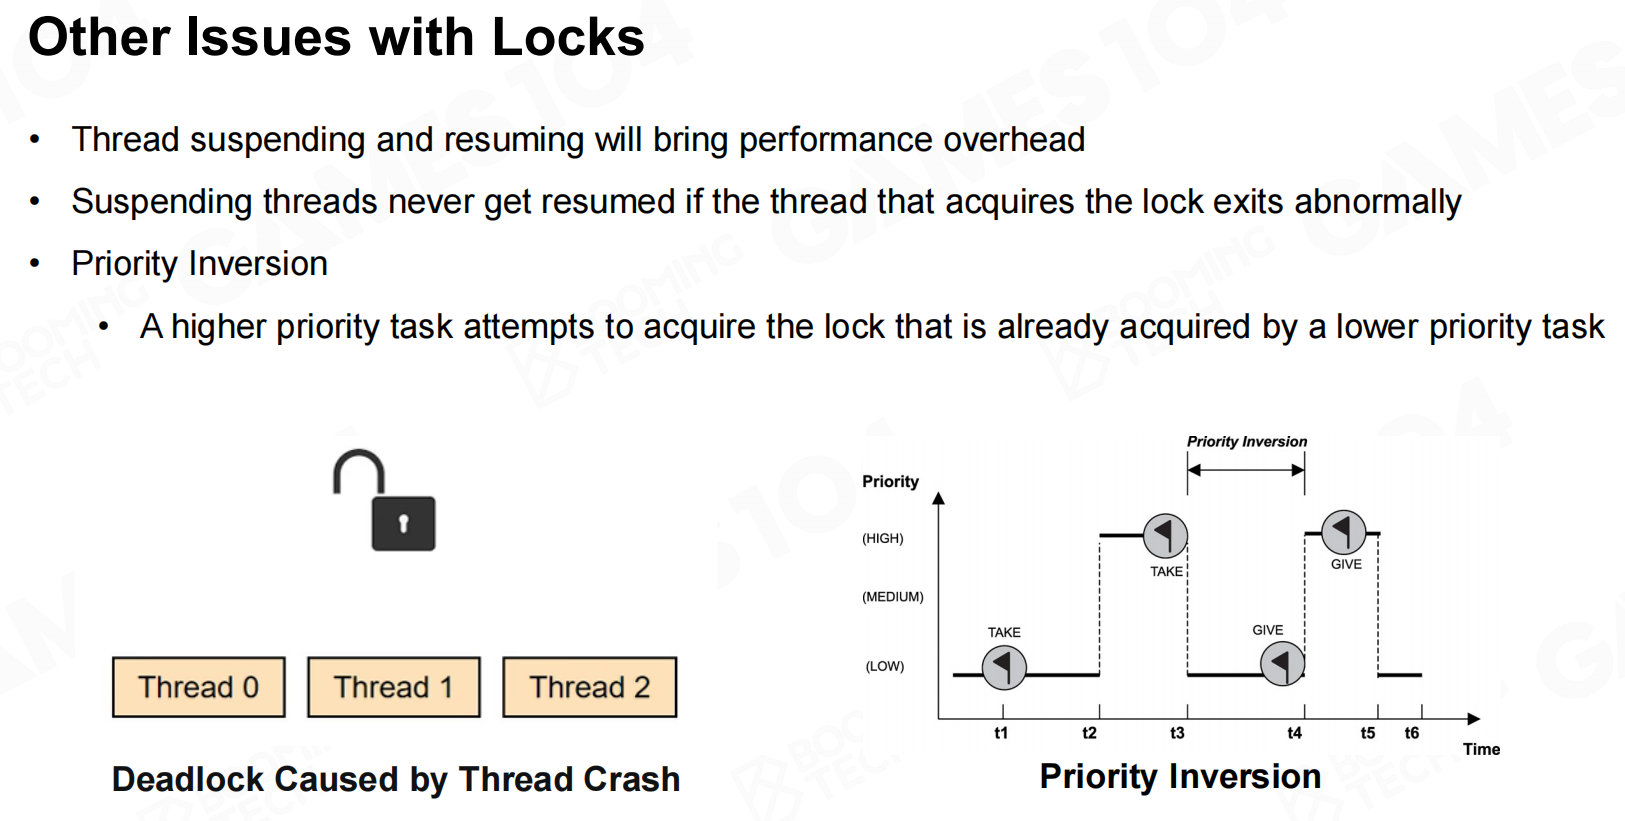 Other Issues with Locks
• Thread suspending and resuming will bring performance overhead
• Suspending threads never get resumed if the thread that acquires the lock exits abnormally
• Priority Inversion
• A higher priority task attempts to acquire the lock that is already acquired by a lower priority task
Thread 0
Thread 1
Thread 2
Deadlock Caused by Thread Crash
Priority Inversion
Priority
(HIGH)
(MEDIUM)
(LOW)
TAKE
TAKE
GIVE
GIVE
t1
t2
t3
t4
t5
t6
Time
Priority Inversion
GAMES104
BOOMING
TECH